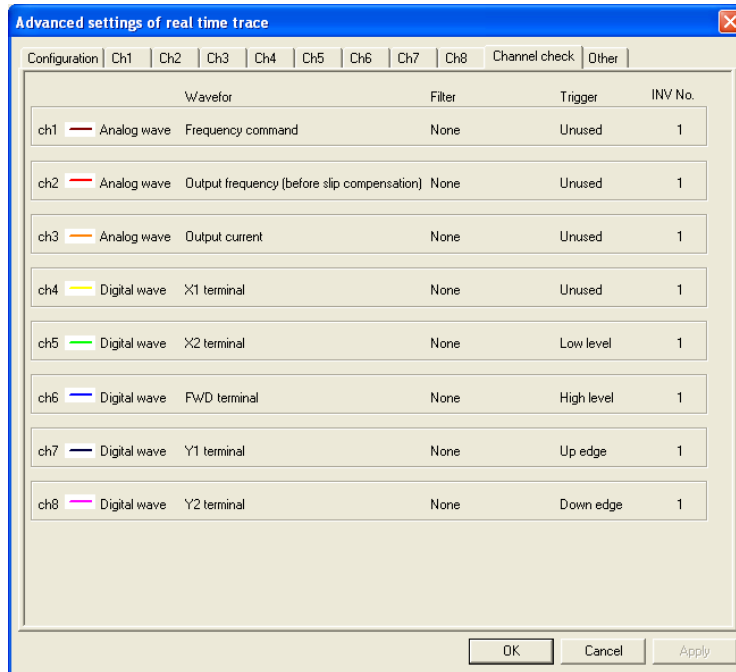 Advanced settings of real time trace
Configuration Ch1 Ch2 Ch3 Ch4 Ch5 Ch6 Ch7 Ch8 Channel check Other
Wavefor Filter Trigger INV No.
ch1 Analog wave Frequency command None Unused 1
ch2 Analog wave Output frequency (before slip compensation) None Unused 1
ch3 Analog wave Output current None Unused 1
ch4 Digital wave X1 terminal None Unused 1
ch5 Digital wave X2 terminal None Low level 1
ch6 Digital wave FWD terminal None High level 1
ch7 Digital wave Y1 terminal None Up edge 1
ch8 Digital wave Y2 terminal None Down edge 1
OK Cancel Apply